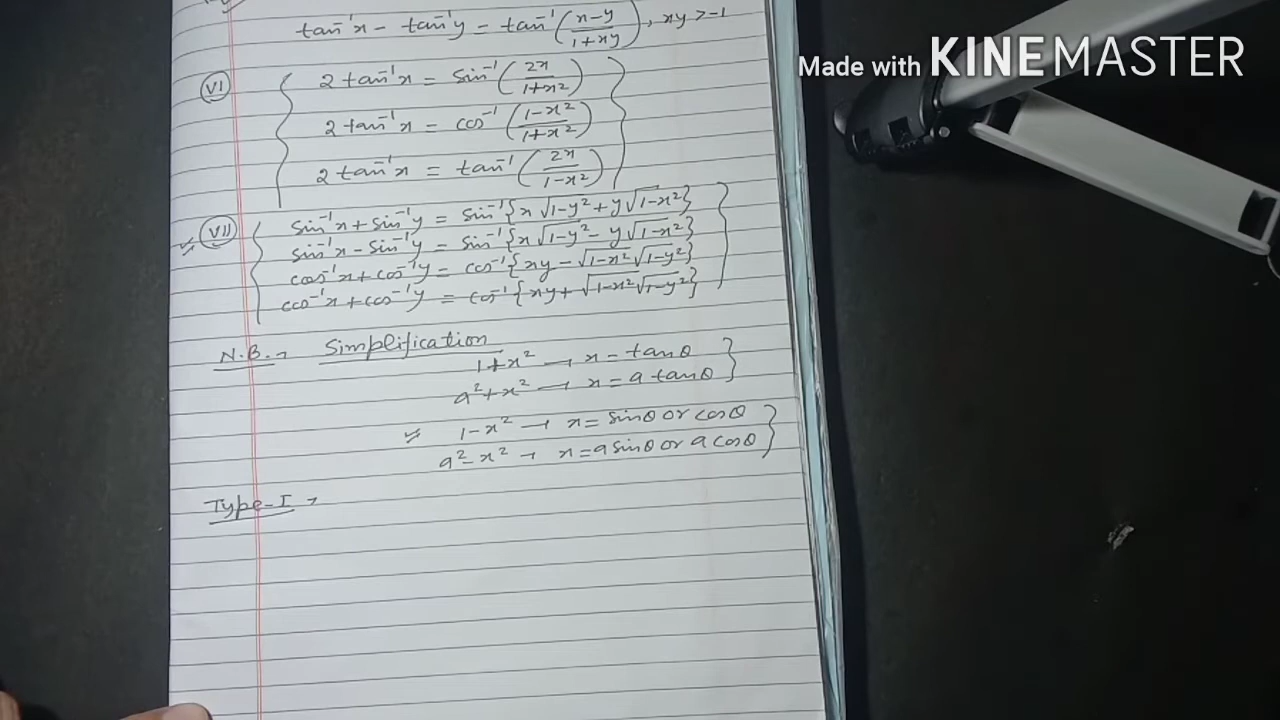 tan⁻¹x - tan⁻¹y = tan⁻¹(x-y/1+xy), xy > -1
Made with KINEMASTER
(VI) { 2 tan⁻¹x = sin⁻¹(2x/1+x²)
2 tan⁻¹x = cos⁻¹(1-x²/1+x²)
2 tan⁻¹x = tan⁻¹(2x/1-x²) }
(VII) { sin⁻¹x + sin⁻¹y = sin⁻¹{x√1-y² + y√1-x²}
sin⁻¹x - sin⁻¹y = sin⁻¹{x√1-y² - y√1-x²}
cos⁻¹x + cos⁻¹y = cos⁻¹{xy - √1-x²√1-y²}
cos⁻¹x + cos⁻¹y = cos⁻¹{xy + √1-x²√1-y²} }
N.B. → Simplification
1+x² → x = tanθ
a²+x² → x = a tanθ }
1-x² → x = sinθ or cosθ
a²-x² → x = a sinθ or a cosθ }
Type-I →